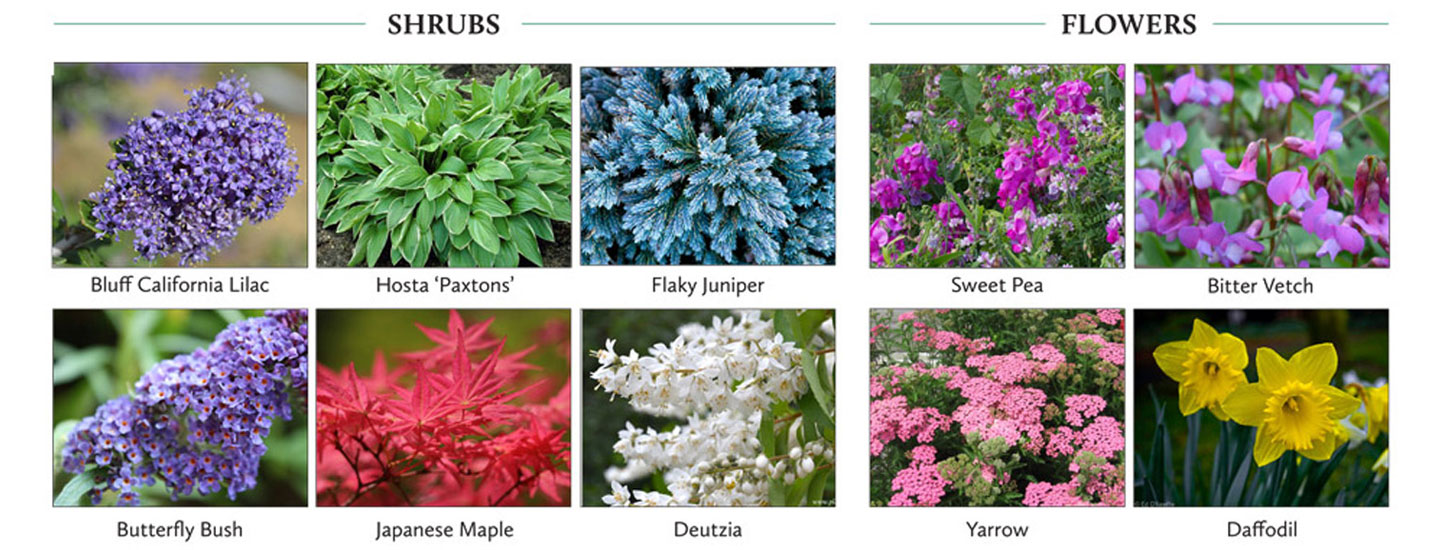 SHRUBS
FLOWERS
Bluff California Lilac
Hosta ‘Paxtons’
Flaky Juniper
Sweet Pea
Bitter Vetch
Butterfly Bush
Japanese Maple
Deutzia
Yarrow
Daffodil